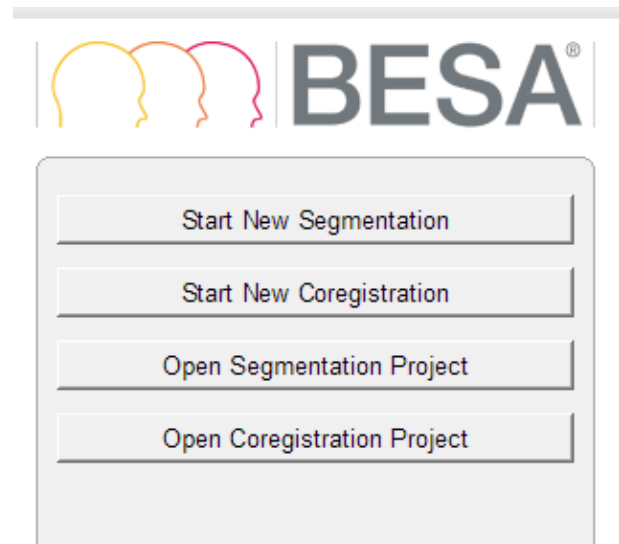 BESA®
Start New Segmentation
Start New Coregistration
Open Segmentation Project
Open Coregistration Project